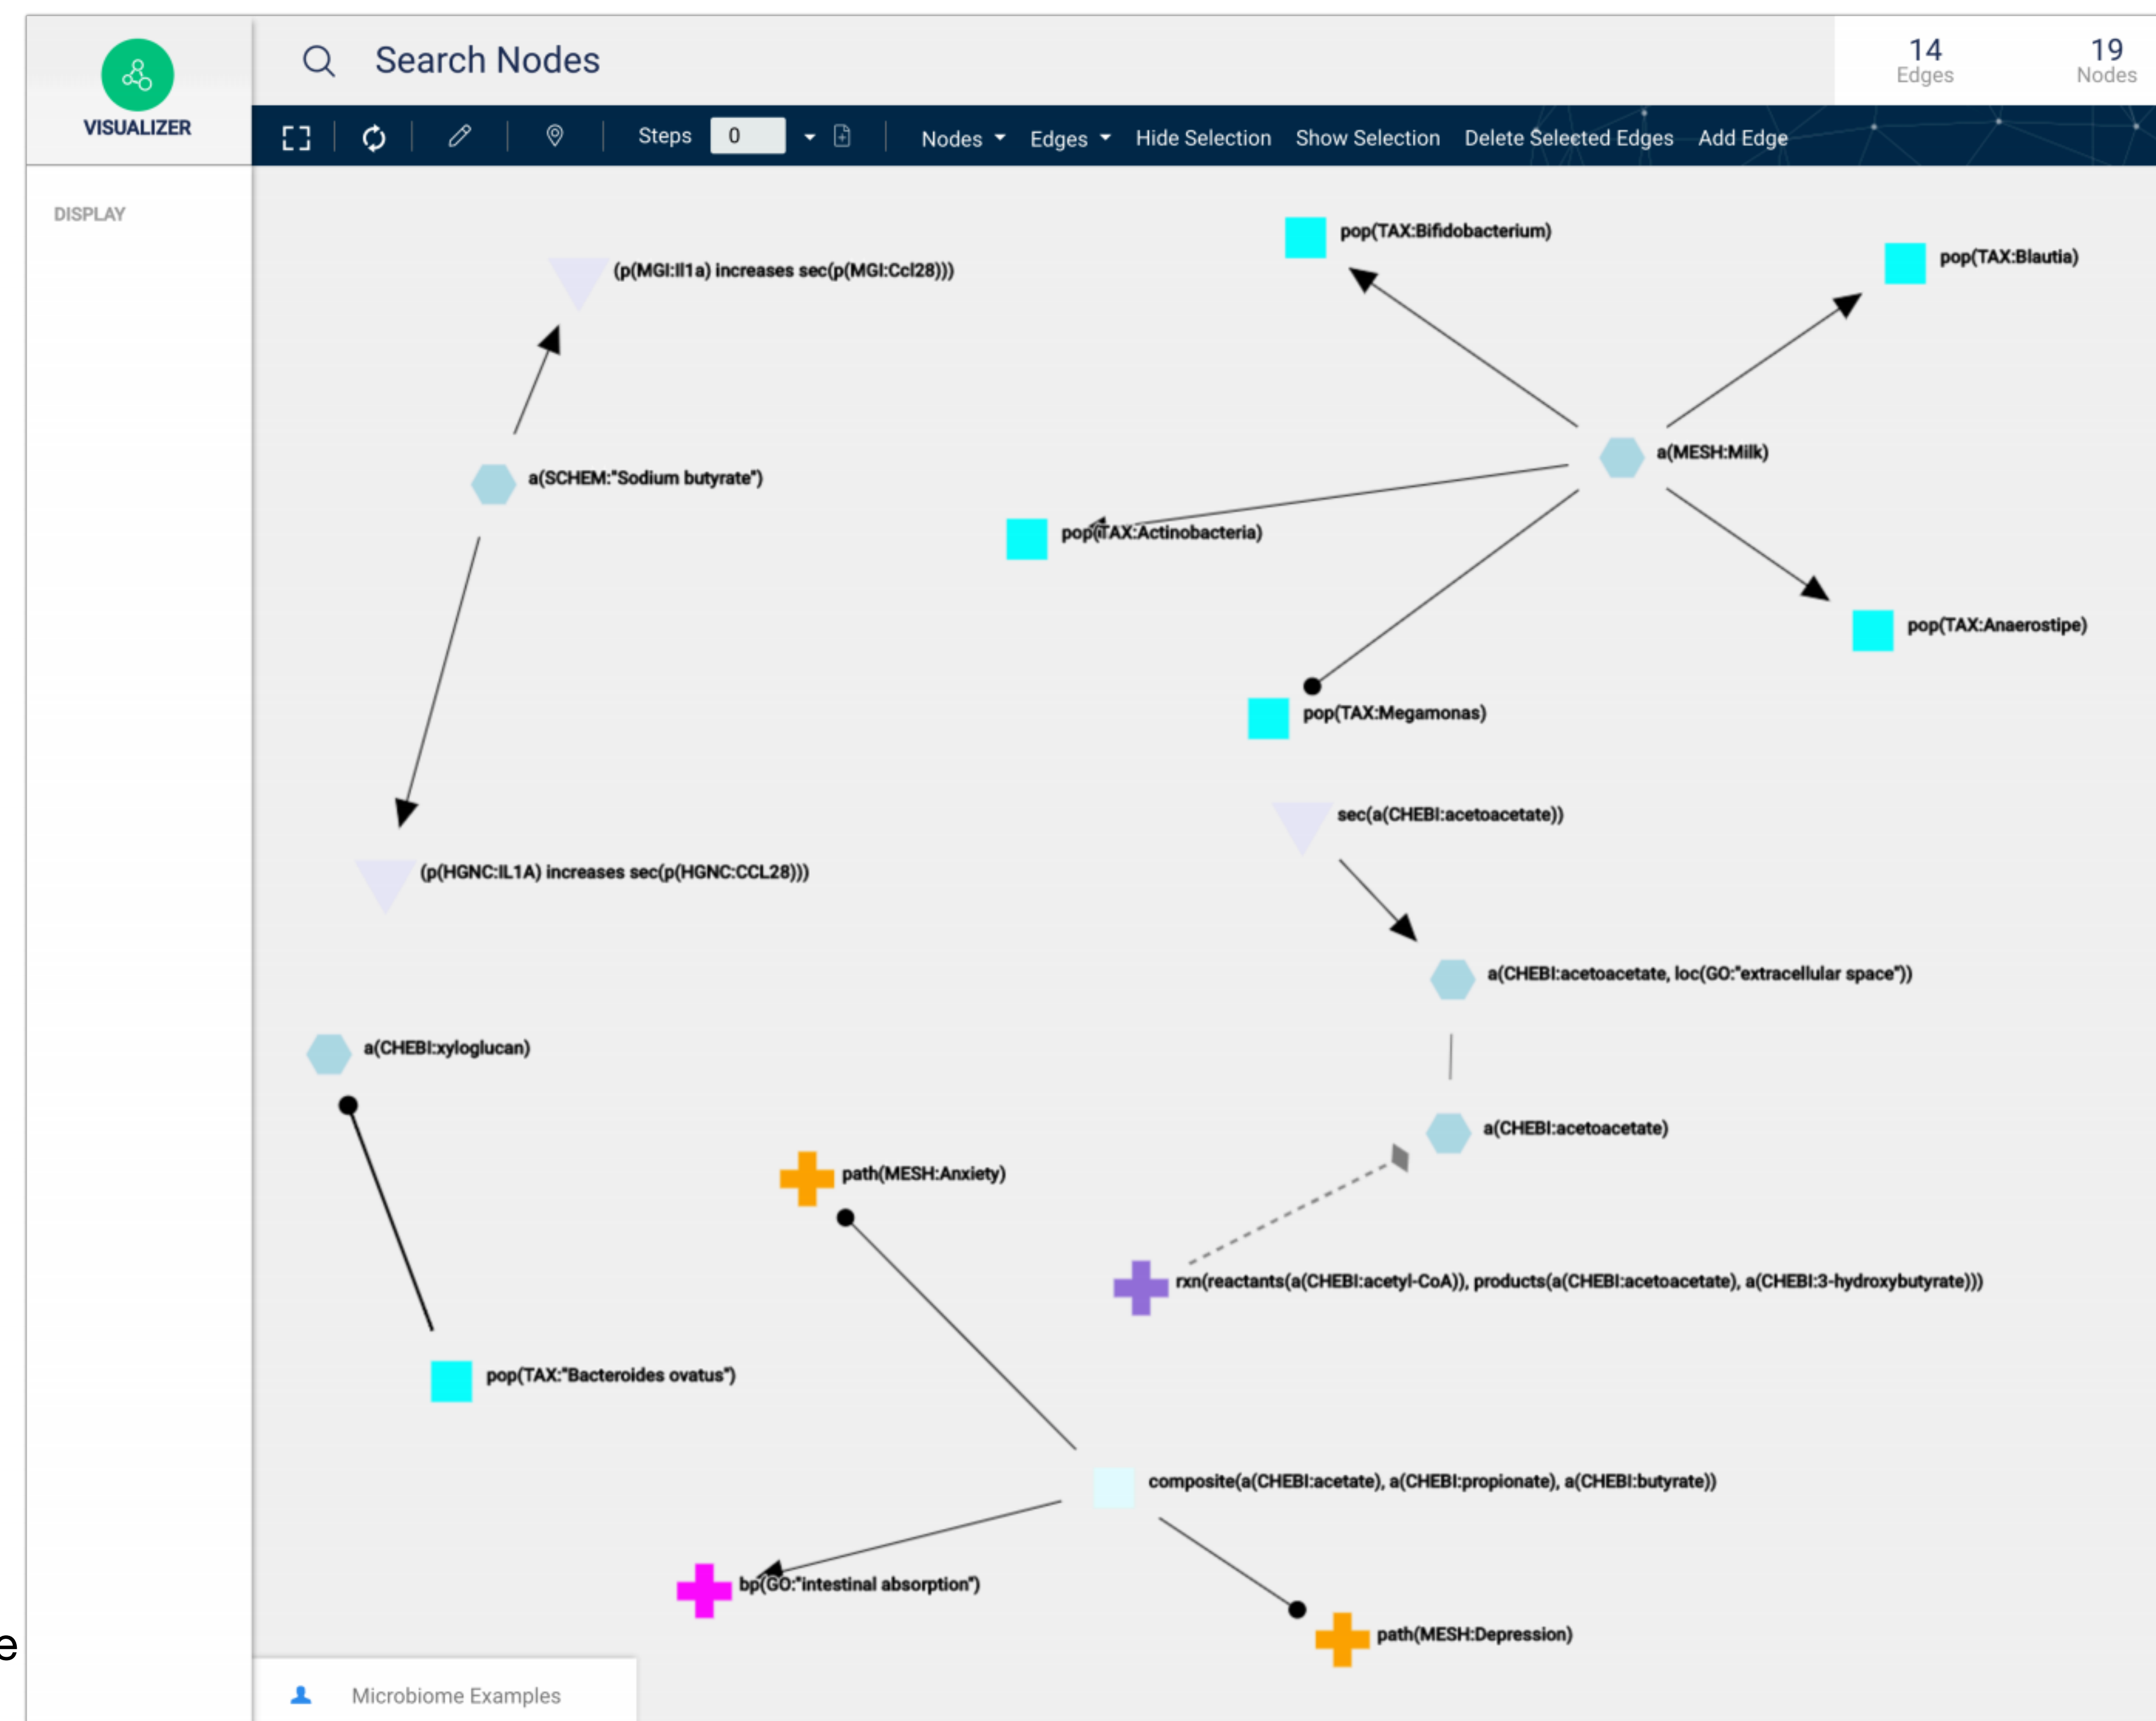 Search Nodes
14
Edges
19
Nodes
VISUALIZER
Steps 0 Nodes Edges Hide Selection Show Selection Delete Selected Edges Add Edge
DISPLAY
pop(TAX:Bifidobacterium)
pop(TAX:Blautia)
(p(MGI:Il1a) increases sec(p(MGI:Ccl28)))
a(MESH:Milk)
a(SCHEM:"Sodium butyrate")
pop(TAX:Actinobacteria)
pop(TAX:Anaerostipe)
pop(TAX:Megamonas)
sec(a(CHEBI:acetoacetate))
(p(HGNC:IL1A) increases sec(p(HGNC:CCL28)))
a(CHEBI:acetoacetate, loc(GO:"extracellular space"))
a(CHEBI:xyloglucan)
a(CHEBI:acetoacetate)
path(MESH:Anxiety)
rxn(reactants(a(CHEBI:acetyl-CoA)), products(a(CHEBI:acetoacetate), a(CHEBI:3-hydroxybutyrate)))
pop(TAX:"Bacteroides ovatus")
composite(a(CHEBI:acetate), a(CHEBI:propionate), a(CHEBI:butyrate))
bp(GO:"intestinal absorption")
path(MESH:Depression)
e
Microbiome Examples